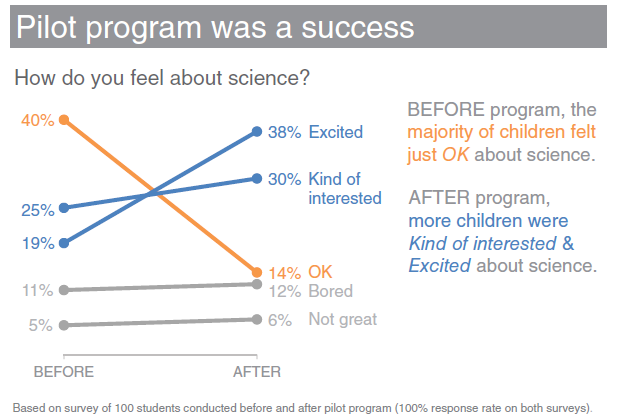 Pilot program was a success
How do you feel about science?
40%
25%
19%
11%
5%
38% Excited
30% Kind of
interested
14% OK
12% Bored
6% Not great
BEFORE
AFTER
BEFORE program, the
majority of children felt
just OK about science.
AFTER program,
more children were
Kind of interested &
Excited about science.
Based on survey of 100 students conducted before and after pilot program (100% response rate on both surveys).